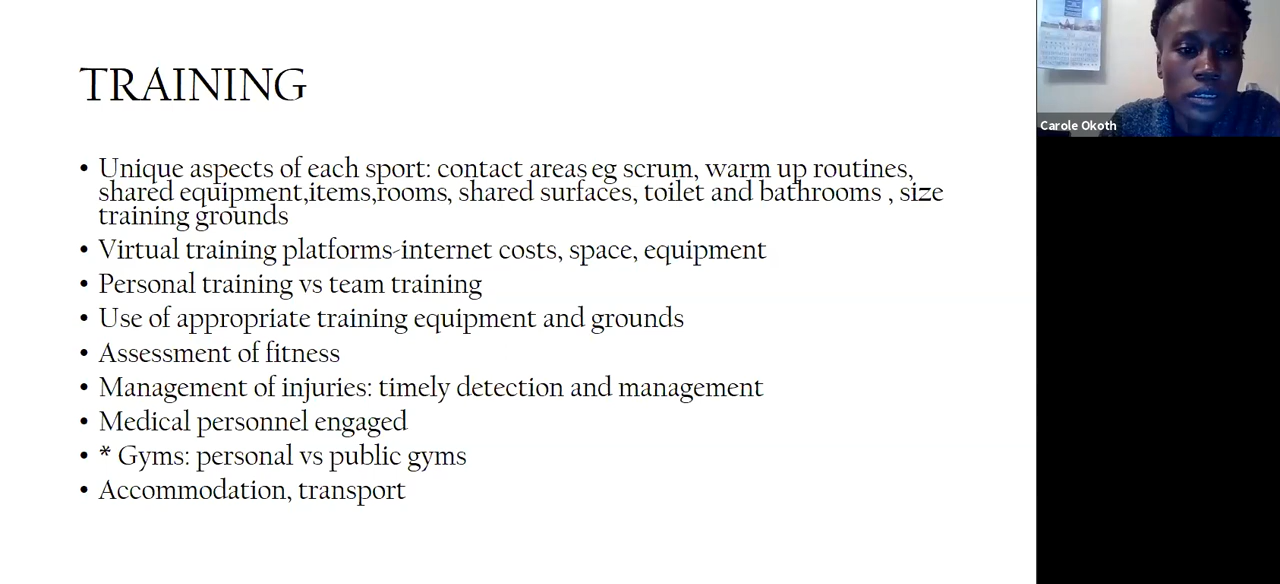 TRAINING
• Unique aspects of each sport: contact areas eg scrum, warm up routines,
shared equipment,items,rooms, shared surfaces, toilet and bathrooms , size
training grounds
• Virtual training platforms-internet costs, space, equipment
• Personal training vs team training
• Use of appropriate training equipment and grounds
• Assessment of fitness
• Management of injuries: timely detection and management
• Medical personnel engaged
• * Gyms: personal vs public gyms
• Accommodation, transport
Carole Okoth